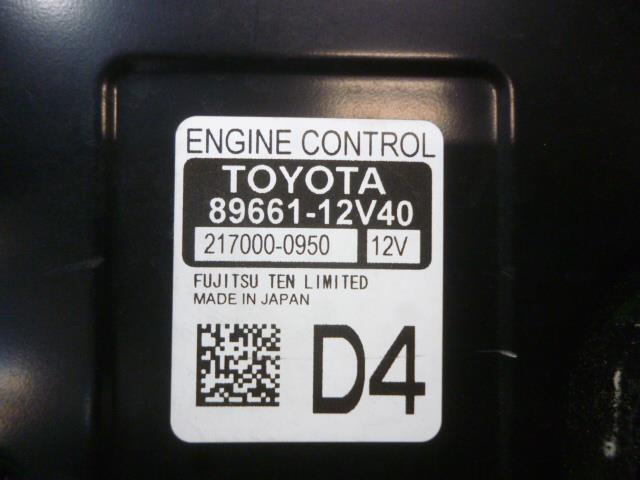 ENGINE CONTROL
TOYOTA
89661-12V40
217000-0950 12V
FUJITSU TEN LIMITED
MADE IN JAPAN
D4